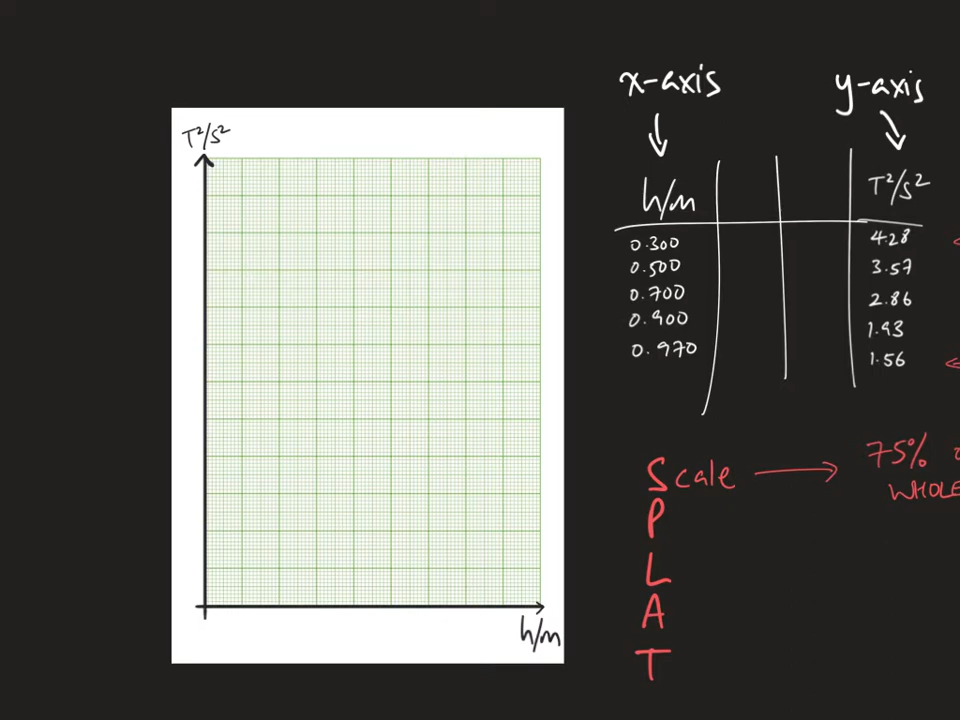 x-axis y-axis
T²/s²
h/m T²/s²
0.300 4.28
0.500 3.57
0.700 2.86
0.900 1.93
0.970 1.56
Scale 75%
WHOLE
P
L
A
T
h/m